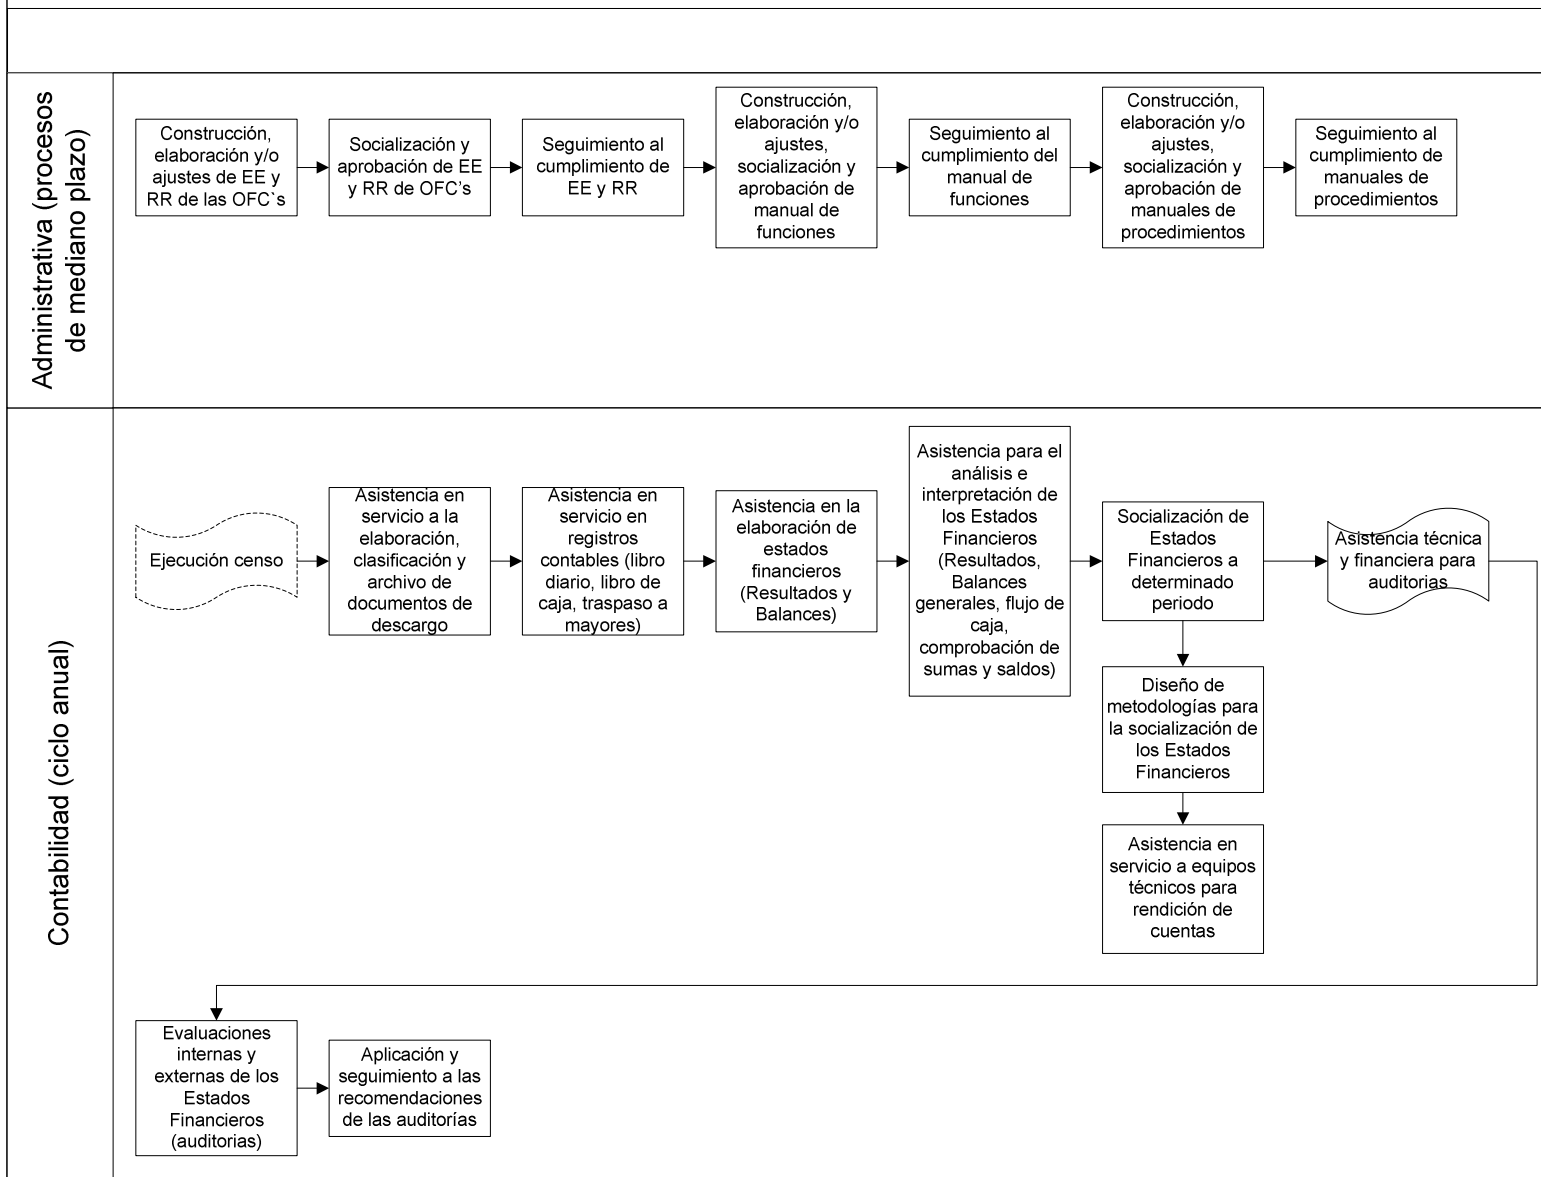 Administrativa (procesos
de mediano plazo)
Construcción,
elaboración y/o
ajustes de EE y
RR de las OFC`s
Socialización y
aprobación de EE
y RR de OFC’s
Seguimiento al
cumplimiento de
EE y RR
Construcción,
elaboración y/o
ajustes,
socialización y
aprobación de
manual de
funciones
Seguimiento al
cumplimiento del
manual de
funciones
Construcción,
elaboración y/o
ajustes,
socialización y
aprobación de
manuales de
procedimientos
Seguimiento al
cumplimiento de
manuales de
procedimientos
Contabilidad (ciclo anual)
Ejecución censo
Asistencia en
servicio a la
elaboración,
clasificación y
archivo de
documentos de
descargo
Asistencia en
servicio en
registros
contables (libro
diario, libro de
caja, traspaso a
mayores)
Asistencia en la
elaboración de
estados
financieros
(Resultados y
Balances)
Asistencia para el
análisis e
interpretación de
los Estados
Financieros
(Resultados,
Balances
generales, flujo de
caja,
comprobación de
sumas y saldos)
Socialización de
Estados
Financieros a
determinado
periodo
Asistencia técnica
y financiera para
auditorias
Diseño de
metodologías para
la socialización de
los Estados
Financieros
Asistencia en
servicio a equipos
técnicos para
rendición de
cuentas
Evaluaciones
internas y
externas de los
Estados
Financieros
(auditorias)
Aplicación y
seguimiento a las
recomendaciones
de las auditorías